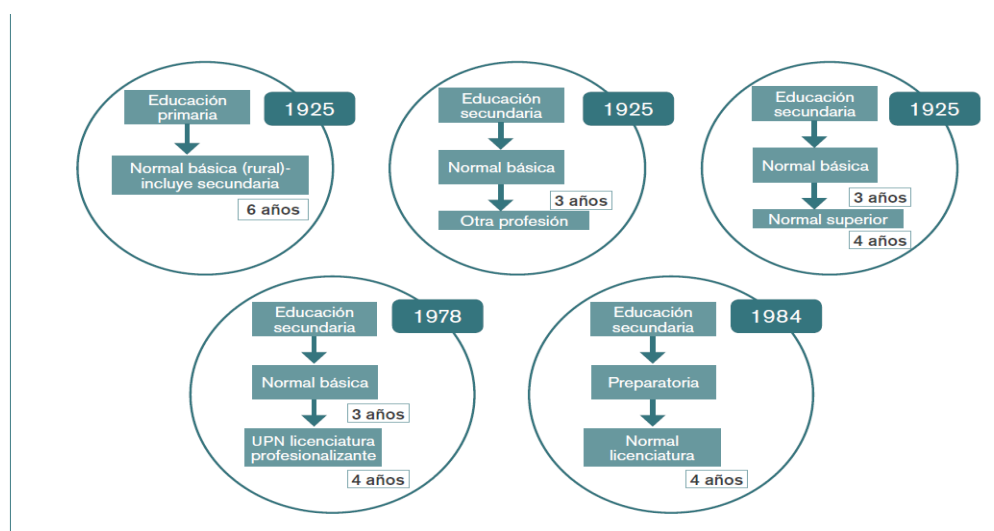 Educación
primaria
1925
Normal básica (rural)-
incluye secundaria
6 años
Educación
secundaria
1925
Normal básica
3 años
Otra profesión
Educación
secundaria
1925
Normal básica
3 años
Normal superior
4 años
Educación
secundaria
1978
Normal básica
3 años
UPN licenciatura
profesionalizante
4 años
Educación
secundaria
1984
Preparatoria
Normal
licenciatura
4 años